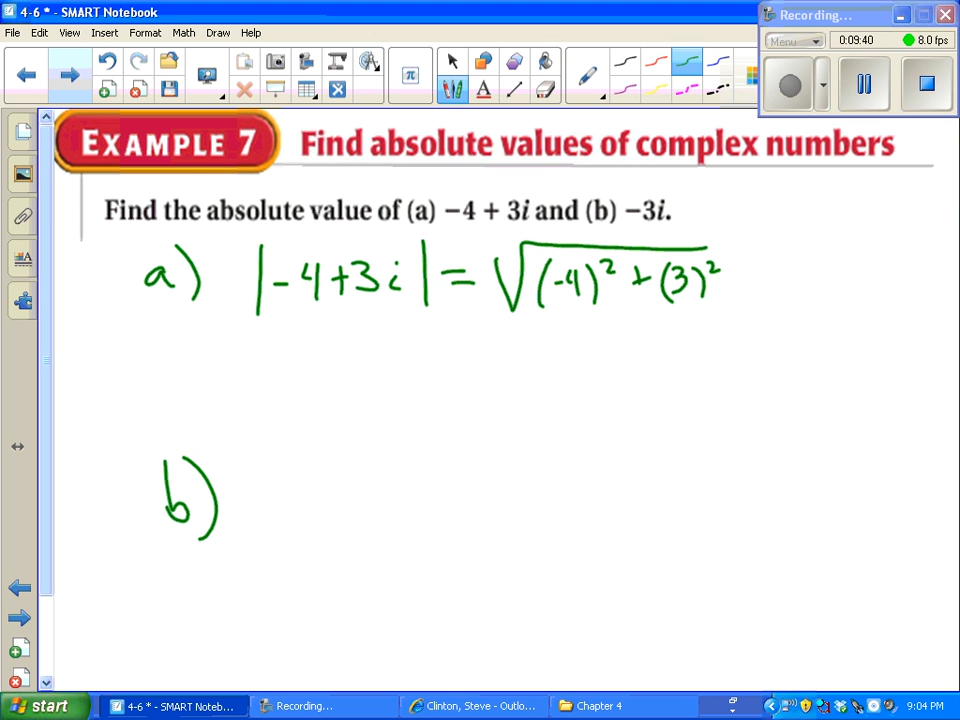 4-6 * - SMART Notebook
Recording...
File Edit View Insert Format Math Draw Help
Menu 0:09:40 8.0 fps
π
A
EXAMPLE 7 Find absolute values of complex numbers
Find the absolute value of (a) −4 + 3i and (b) −3i.
a) |-4+3i| = √(-4)² + (3)²
b)
start 4-6 * - SMART Noteb... Recording... Clinton, Steve - Outlo... Chapter 4 9:04 PM